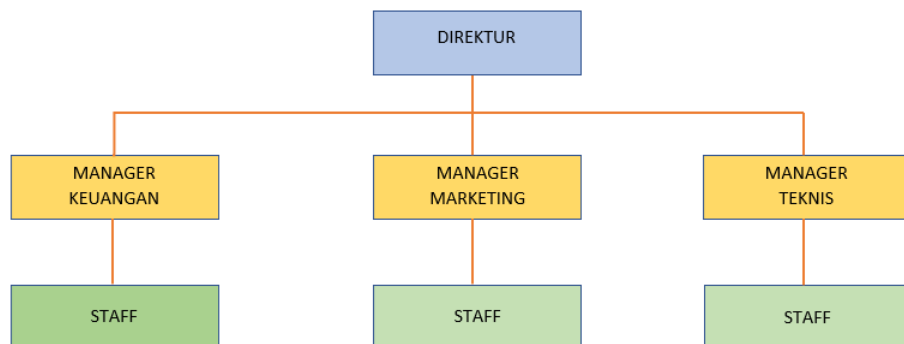 DIREKTUR
MANAGER
KEUANGAN
MANAGER
MARKETING
MANAGER
TEKNIS
STAFF
STAFF
STAFF